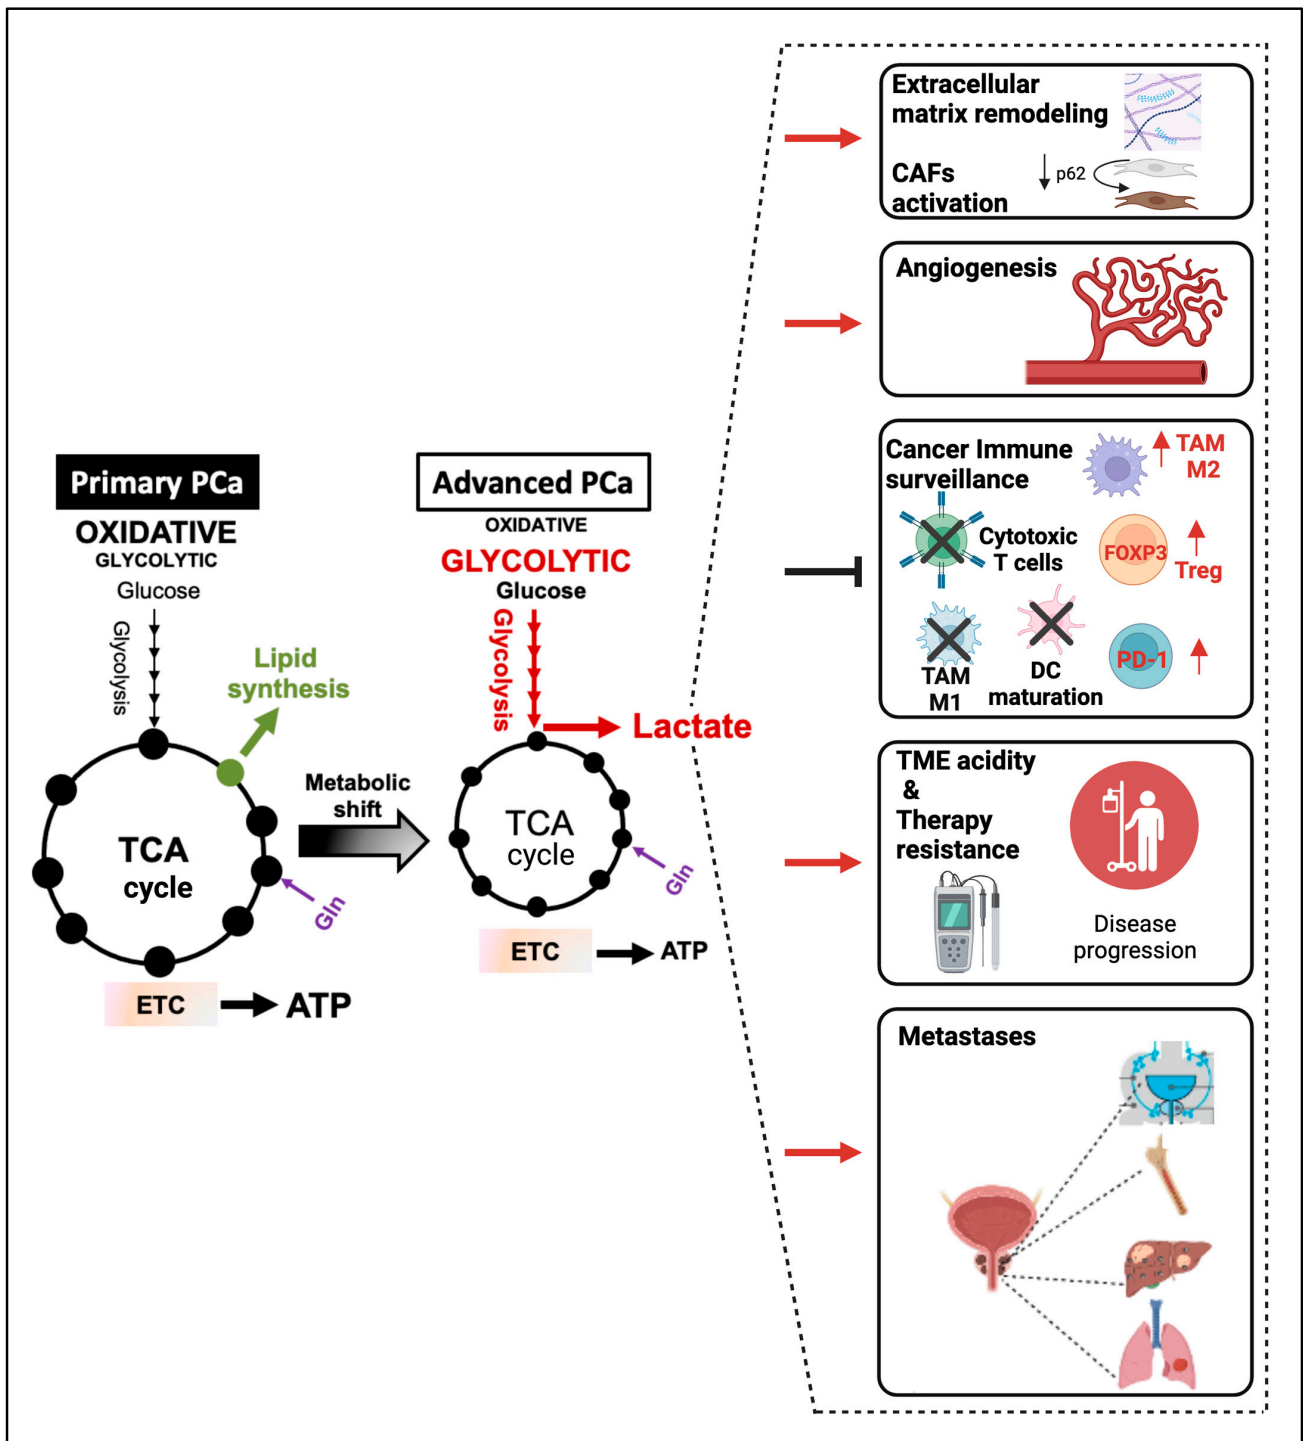 Primary PCa
OXIDATIVE
GLYCOLYTIC
Glucose
Glycolysis
Lipid
synthesis
TCA
cycle
Gln
ETC
ATP
Metabolic
shift
Advanced PCa
OXIDATIVE
GLYCOLYTIC
Glucose
Glycolysis
Lactate
TCA
cycle
Gln
ETC
ATP
Extracellular
matrix remodeling
CAFs
activation
p62
Angiogenesis
Cancer Immune
surveillance
TAM
M2
Cytotoxic
T cells
FOXP3
Treg
TAM
M1
DC
maturation
PD-1
TME acidity
&
Therapy
resistance
Disease
progression
Metastases